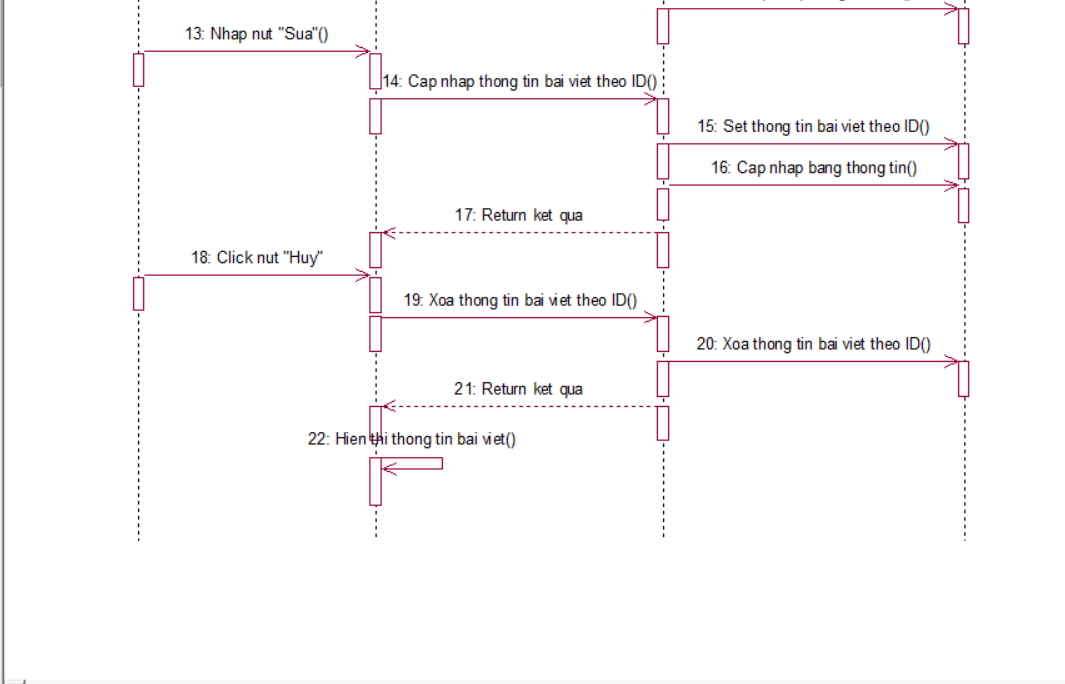 13: Nhap nut "Sua"()
14: Cap nhap thong tin bai viet theo ID()
15: Set thong tin bai viet theo ID()
16: Cap nhap bang thong tin()
17: Return ket qua
18: Click nut "Huy"
19: Xoa thong tin bai viet theo ID()
20: Xoa thong tin bai viet theo ID()
21: Return ket qua
22: Hien thi thong tin bai viet()